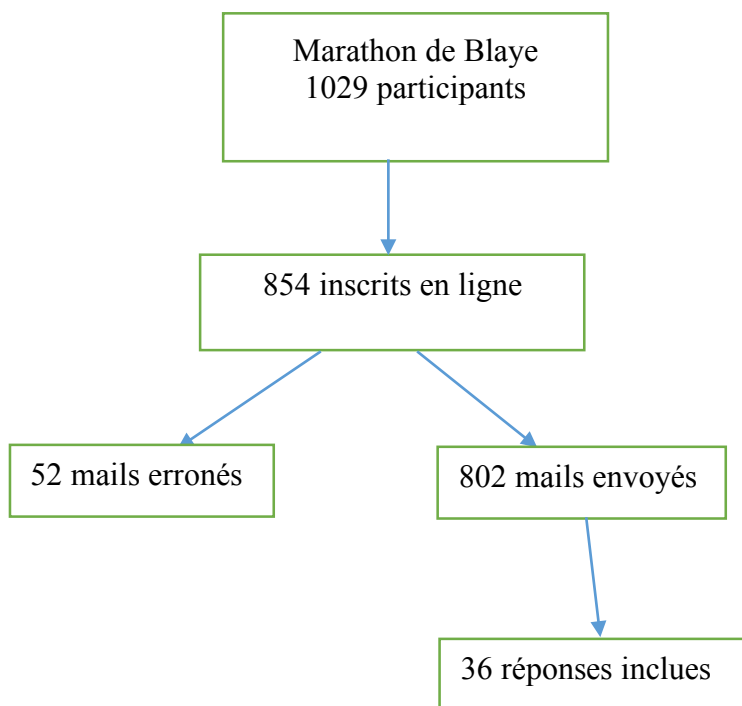 Marathon de Blaye
1029 participants
854 inscrits en ligne
52 mails erronés
802 mails envoyés
36 réponses inclues